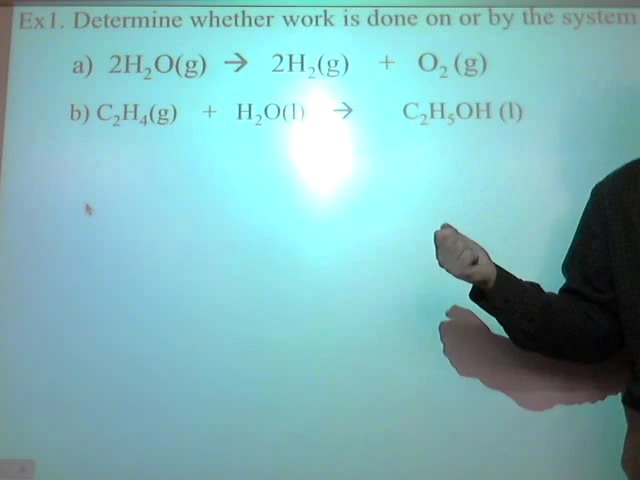 Ex1. Determine whether work is done on or by the system
a) 2H₂O(g) → 2H₂(g) + O₂ (g)
b) C₂H₄(g) + H₂O(l) → C₂H₅OH (l)